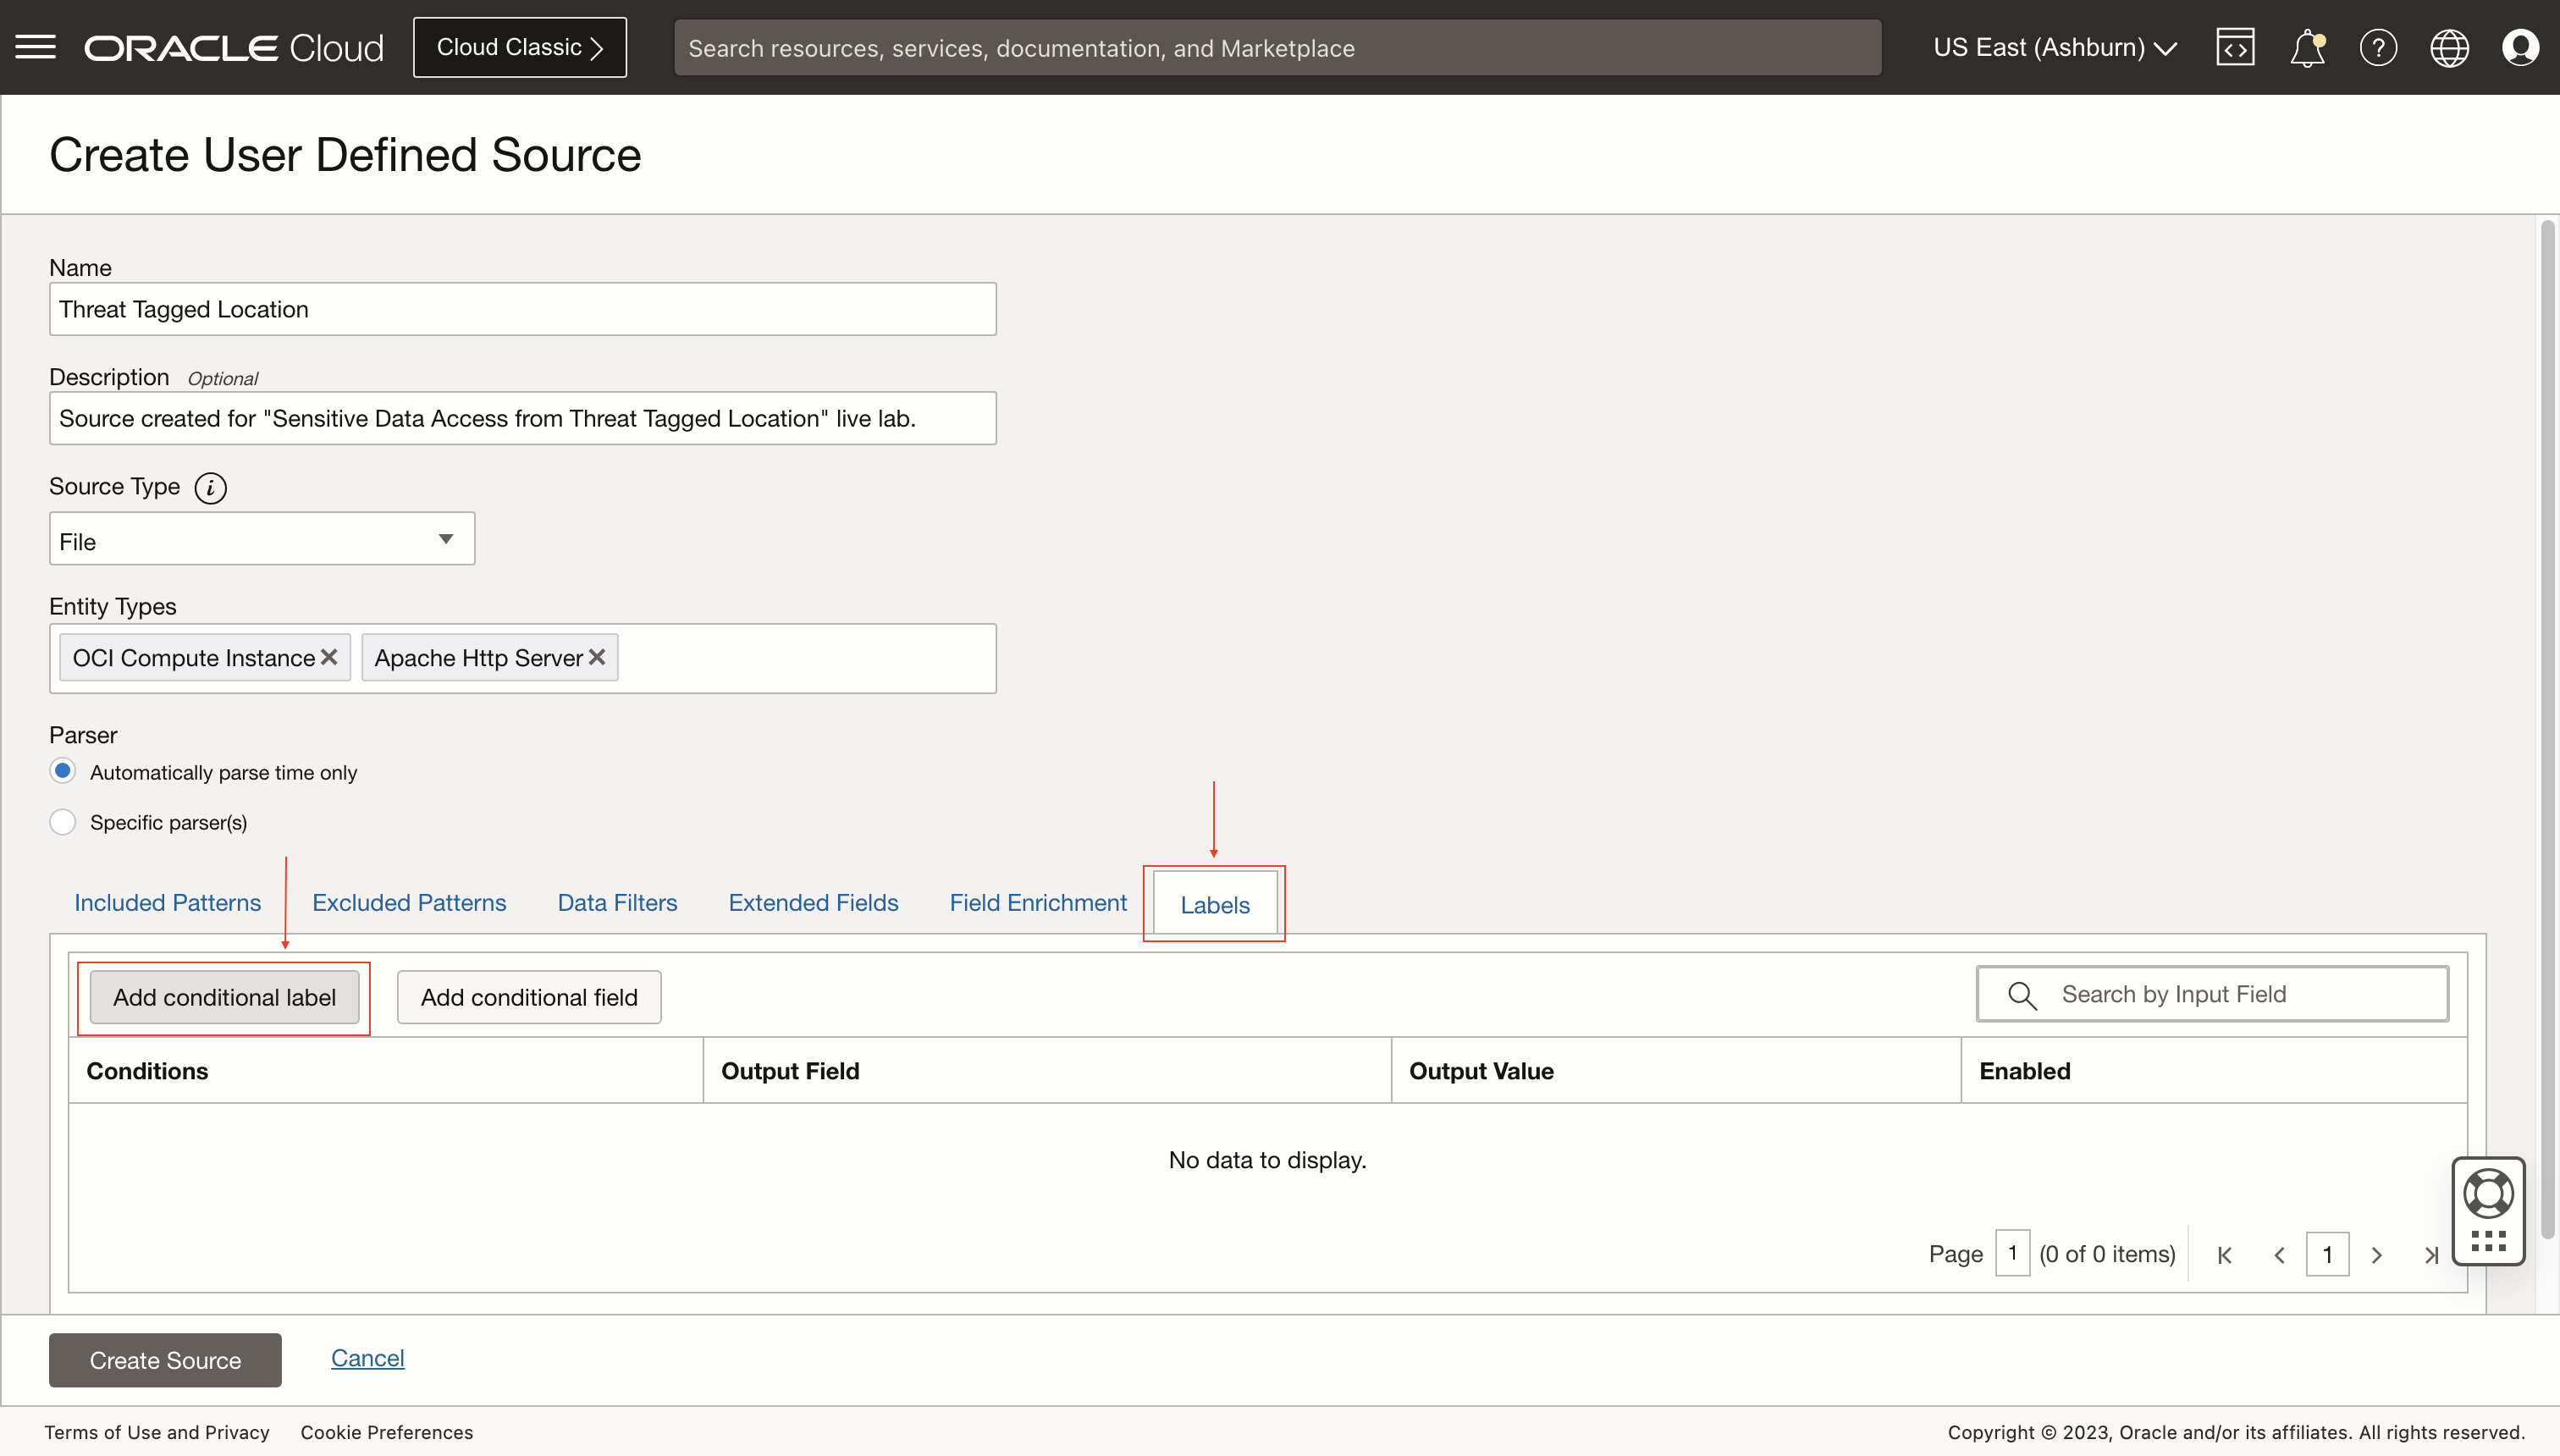 ORACLE Cloud Cloud Classic Search resources, services, documentation, and Marketplace US East (Ashburn)
Create User Defined Source
Name
Threat Tagged Location
Description Optional
Source created for "Sensitive Data Access from Threat Tagged Location" live lab.
Source Type i
File
Entity Types
OCI Compute Instance Apache Http Server
Parser
Automatically parse time only
Specific parser(s)
Included Patterns Excluded Patterns Data Filters Extended Fields Field Enrichment Labels
Add conditional label Add conditional field Search by Input Field
Conditions Output Field Output Value Enabled
No data to display.
Page 1 (0 of 0 items) 1
Create Source Cancel
Terms of Use and Privacy Cookie Preferences Copyright © 2023, Oracle and/or its affiliates. All rights reserved.